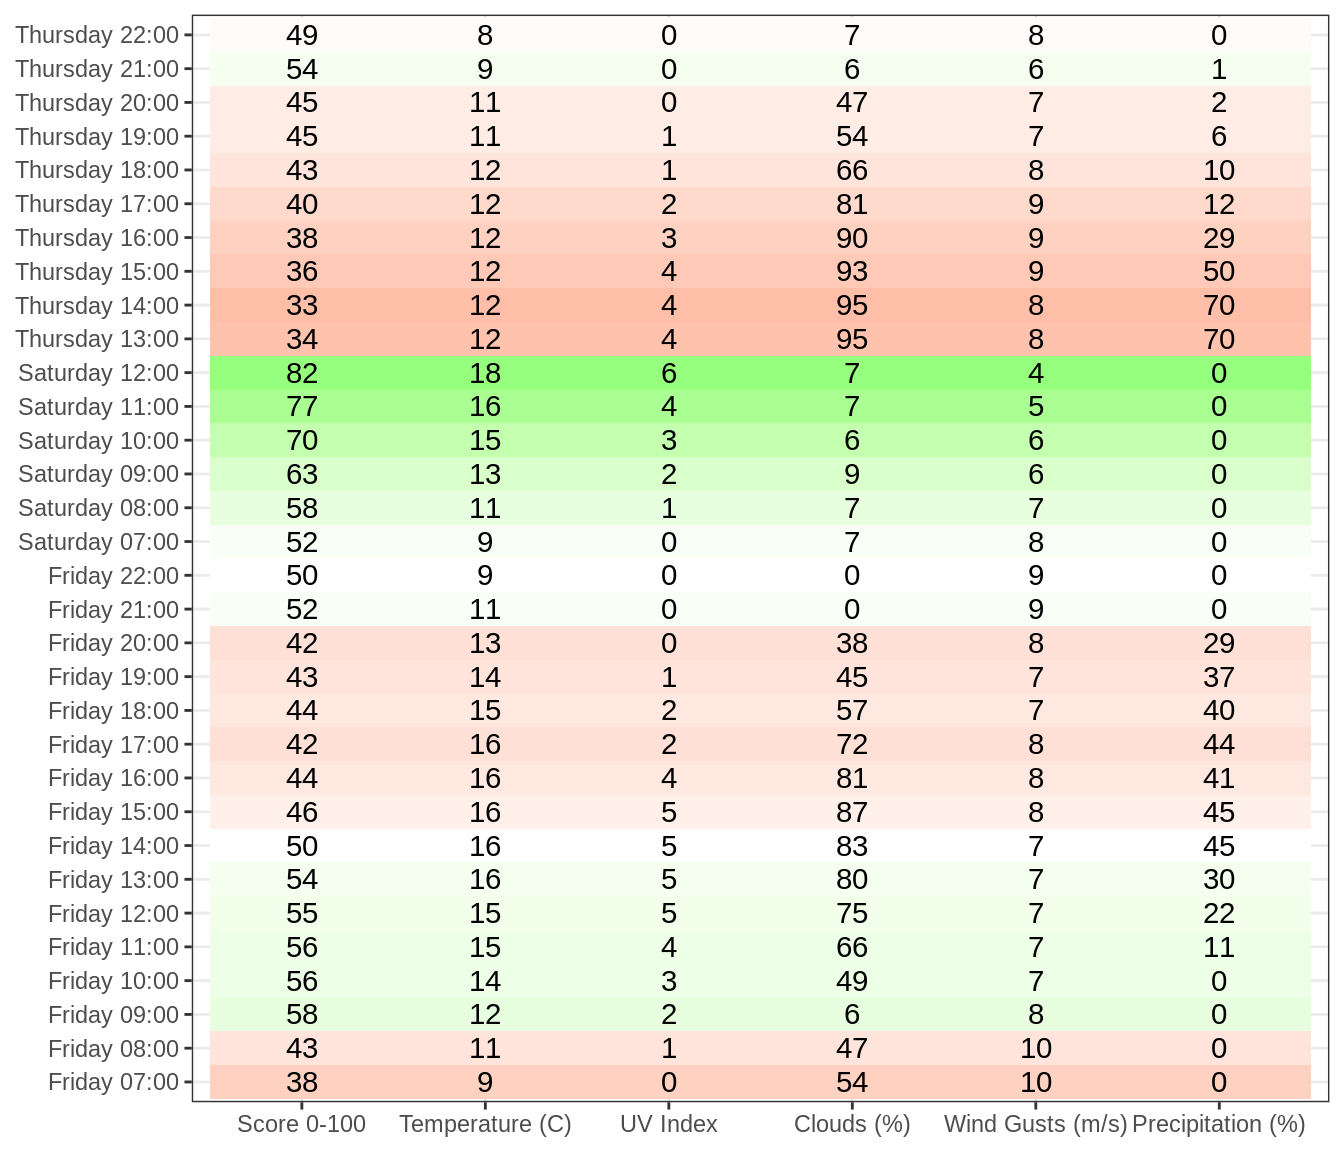 Thursday 22:00 49 8 0 7 8 0
Thursday 21:00 54 9 0 6 6 1
Thursday 20:00 45 11 0 47 7 2
Thursday 19:00 45 11 1 54 7 6
Thursday 18:00 43 12 1 66 8 10
Thursday 17:00 40 12 2 81 9 12
Thursday 16:00 38 12 3 90 9 29
Thursday 15:00 36 12 4 93 9 50
Thursday 14:00 33 12 4 95 8 70
Thursday 13:00 34 12 4 95 8 70
Saturday 12:00 82 18 6 7 4 0
Saturday 11:00 77 16 4 7 5 0
Saturday 10:00 70 15 3 6 6 0
Saturday 09:00 63 13 2 9 6 0
Saturday 08:00 58 11 1 7 7 0
Saturday 07:00 52 9 0 7 8 0
Friday 22:00 50 9 0 0 9 0
Friday 21:00 52 11 0 0 9 0
Friday 20:00 42 13 0 38 8 29
Friday 19:00 43 14 1 45 7 37
Friday 18:00 44 15 2 57 7 40
Friday 17:00 42 16 2 72 8 44
Friday 16:00 44 16 4 81 8 41
Friday 15:00 46 16 5 87 8 45
Friday 14:00 50 16 5 83 7 45
Friday 13:00 54 16 5 80 7 30
Friday 12:00 55 15 5 75 7 22
Friday 11:00 56 15 4 66 7 11
Friday 10:00 56 14 3 49 7 0
Friday 09:00 58 12 2 6 8 0
Friday 08:00 43 11 1 47 10 0
Friday 07:00 38 9 0 54 10 0
Score 0-100 Temperature (C) UV Index Clouds (%) Wind Gusts (m/s) Precipitation (%)